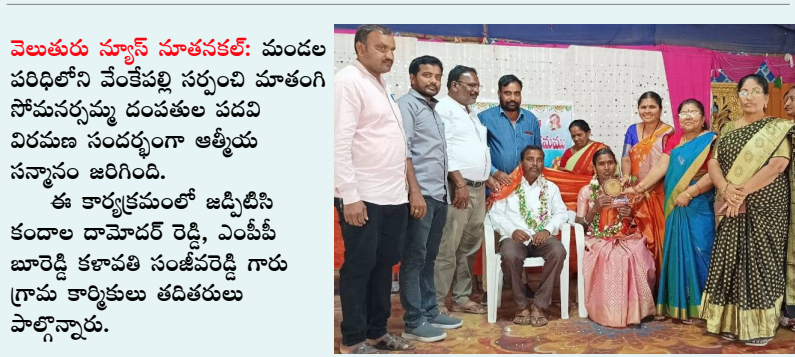 వెలుతురు న్యూస్ నూతనకల్: మండల
పరిధిలోని వేంకేపల్లి సర్పంచి మాతంగి
సోమనర్సమ్మ దంపతుల పదవి
విరమణ సందర్భంగా ఆత్మీయ
సన్మానం జరిగింది.
ఈ కార్యక్రమంలో జడ్పిటిసి
కందాల దామోదర్ రెడ్డి, ఎంపీపీ
బూరెడ్డి కళావతి సంజీవరెడ్డి గారు
గ్రామ కార్మికులు తదితరులు
పాల్గొన్నారు.